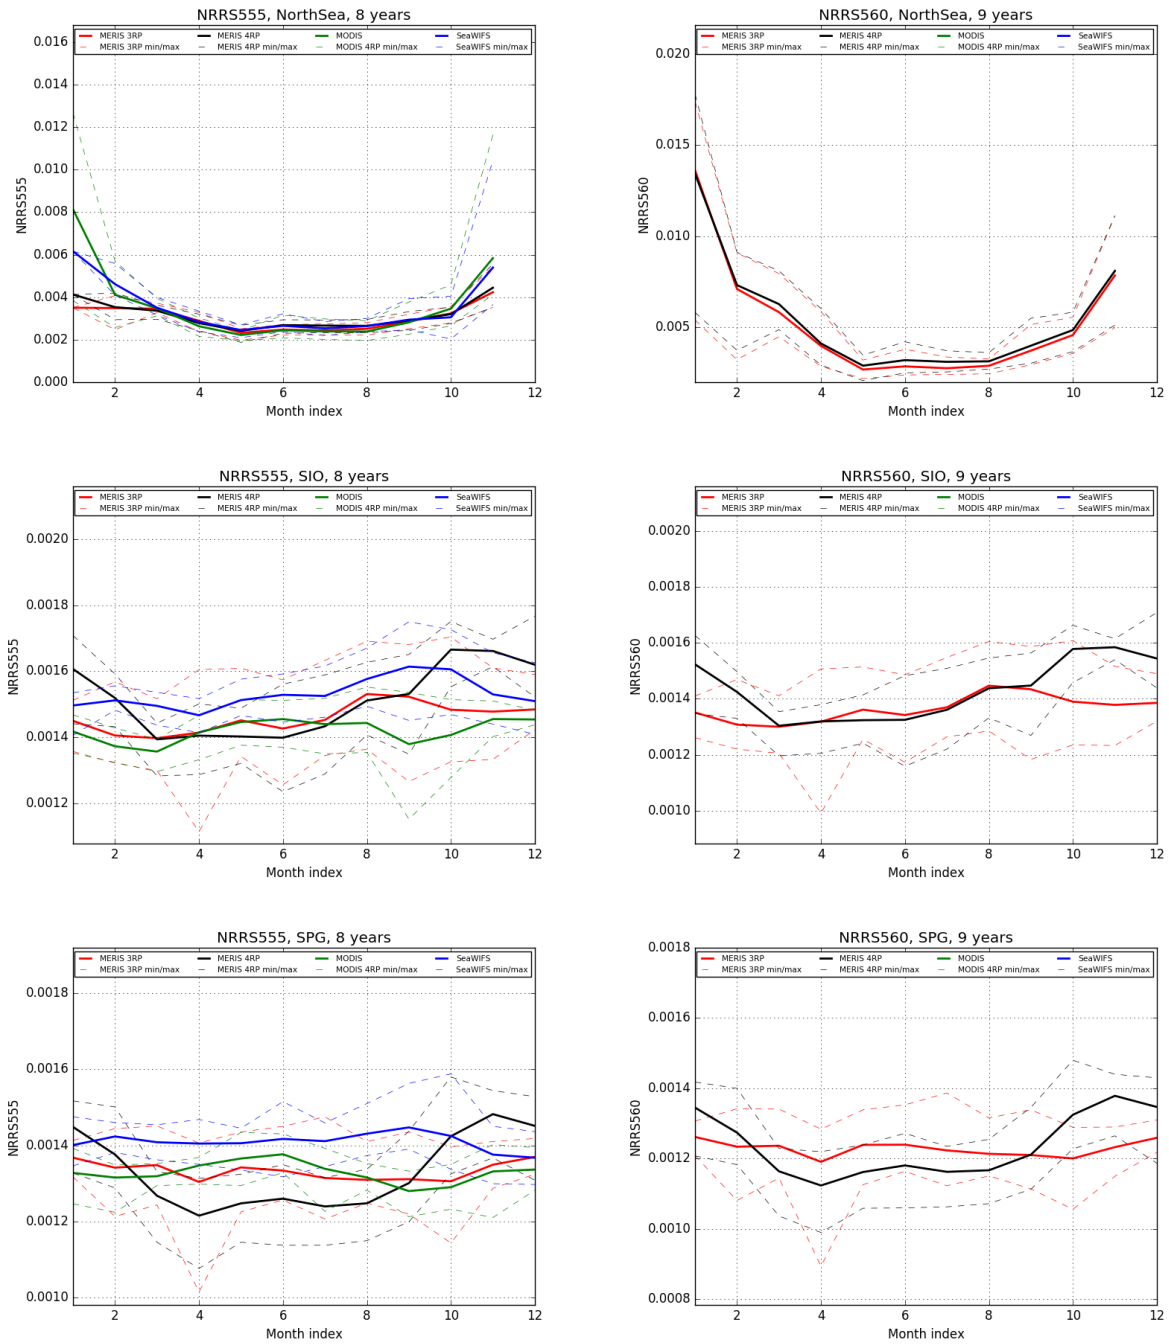 NRRS555, NorthSea, 8 years
MERIS 3RP MERIS 4RP MODIS SeaWIFS
MERIS 3RP min/max MERIS 4RP min/max MODIS 4RP min/max SeaWIFS min/max
0.016
0.014
0.012
0.010
0.008
0.006
0.004
0.002
0.000
NRRS555
2 4 6 8 10 12
Month index
NRRS560, NorthSea, 9 years
MERIS 3RP MERIS 4RP MODIS SeaWIFS
MERIS 3RP min/max MERIS 4RP min/max MODIS 4RP min/max SeaWIFS min/max
0.020
0.015
0.010
0.005
NRRS560
2 4 6 8 10 12
Month index
NRRS555, SIO, 8 years
MERIS 3RP MERIS 4RP MODIS SeaWIFS
MERIS 3RP min/max MERIS 4RP min/max MODIS 4RP min/max SeaWIFS min/max
0.0020
0.0018
0.0016
0.0014
0.0012
NRRS555
2 4 6 8 10 12
Month index
NRRS560, SIO, 9 years
MERIS 3RP MERIS 4RP MODIS SeaWIFS
MERIS 3RP min/max MERIS 4RP min/max MODIS 4RP min/max SeaWIFS min/max
0.0020
0.0018
0.0016
0.0014
0.0012
0.0010
NRRS560
2 4 6 8 10 12
Month index
NRRS555, SPG, 8 years
MERIS 3RP MERIS 4RP MODIS SeaWIFS
MERIS 3RP min/max MERIS 4RP min/max MODIS 4RP min/max SeaWIFS min/max
0.0018
0.0016
0.0014
0.0012
0.0010
NRRS555
2 4 6 8 10 12
Month index
NRRS560, SPG, 9 years
MERIS 3RP MERIS 4RP MODIS SeaWIFS
MERIS 3RP min/max MERIS 4RP min/max MODIS 4RP min/max SeaWIFS min/max
0.0018
0.0016
0.0014
0.0012
0.0010
0.0008
NRRS560
2 4 6 8 10 12
Month index